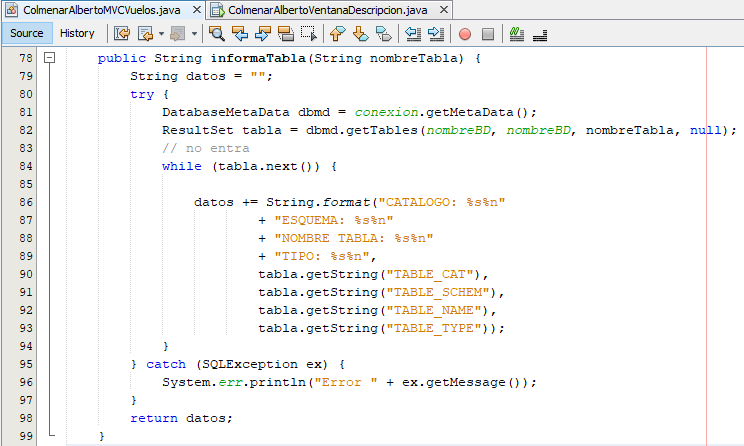 ColmenarAlbertoMVCVuelos.java
ColmenarAlbertoVentanaDescripcion.java
Source History
78 public String informaTabla(String nombreTabla) {
79 String datos = "";
80 try {
81 DatabaseMetaData dbmd = conexion.getMetaData();
82 ResultSet tabla = dbmd.getTables(nombreBD, nombreBD, nombreTabla, null);
83 // no entra
84 while (tabla.next()) {
85
86 datos += String.format("CATALOGO: %s%n"
87 + "ESQUEMA: %s%n"
88 + "NOMBRE TABLA: %s%n"
89 + "TIPO: %s%n",
90 tabla.getString("TABLE_CAT"),
91 tabla.getString("TABLE_SCHEM"),
92 tabla.getString("TABLE_NAME"),
93 tabla.getString("TABLE_TYPE"));
94 }
95 } catch (SQLException ex) {
96 System.err.println("Error " + ex.getMessage());
97 }
98 return datos;
99 }